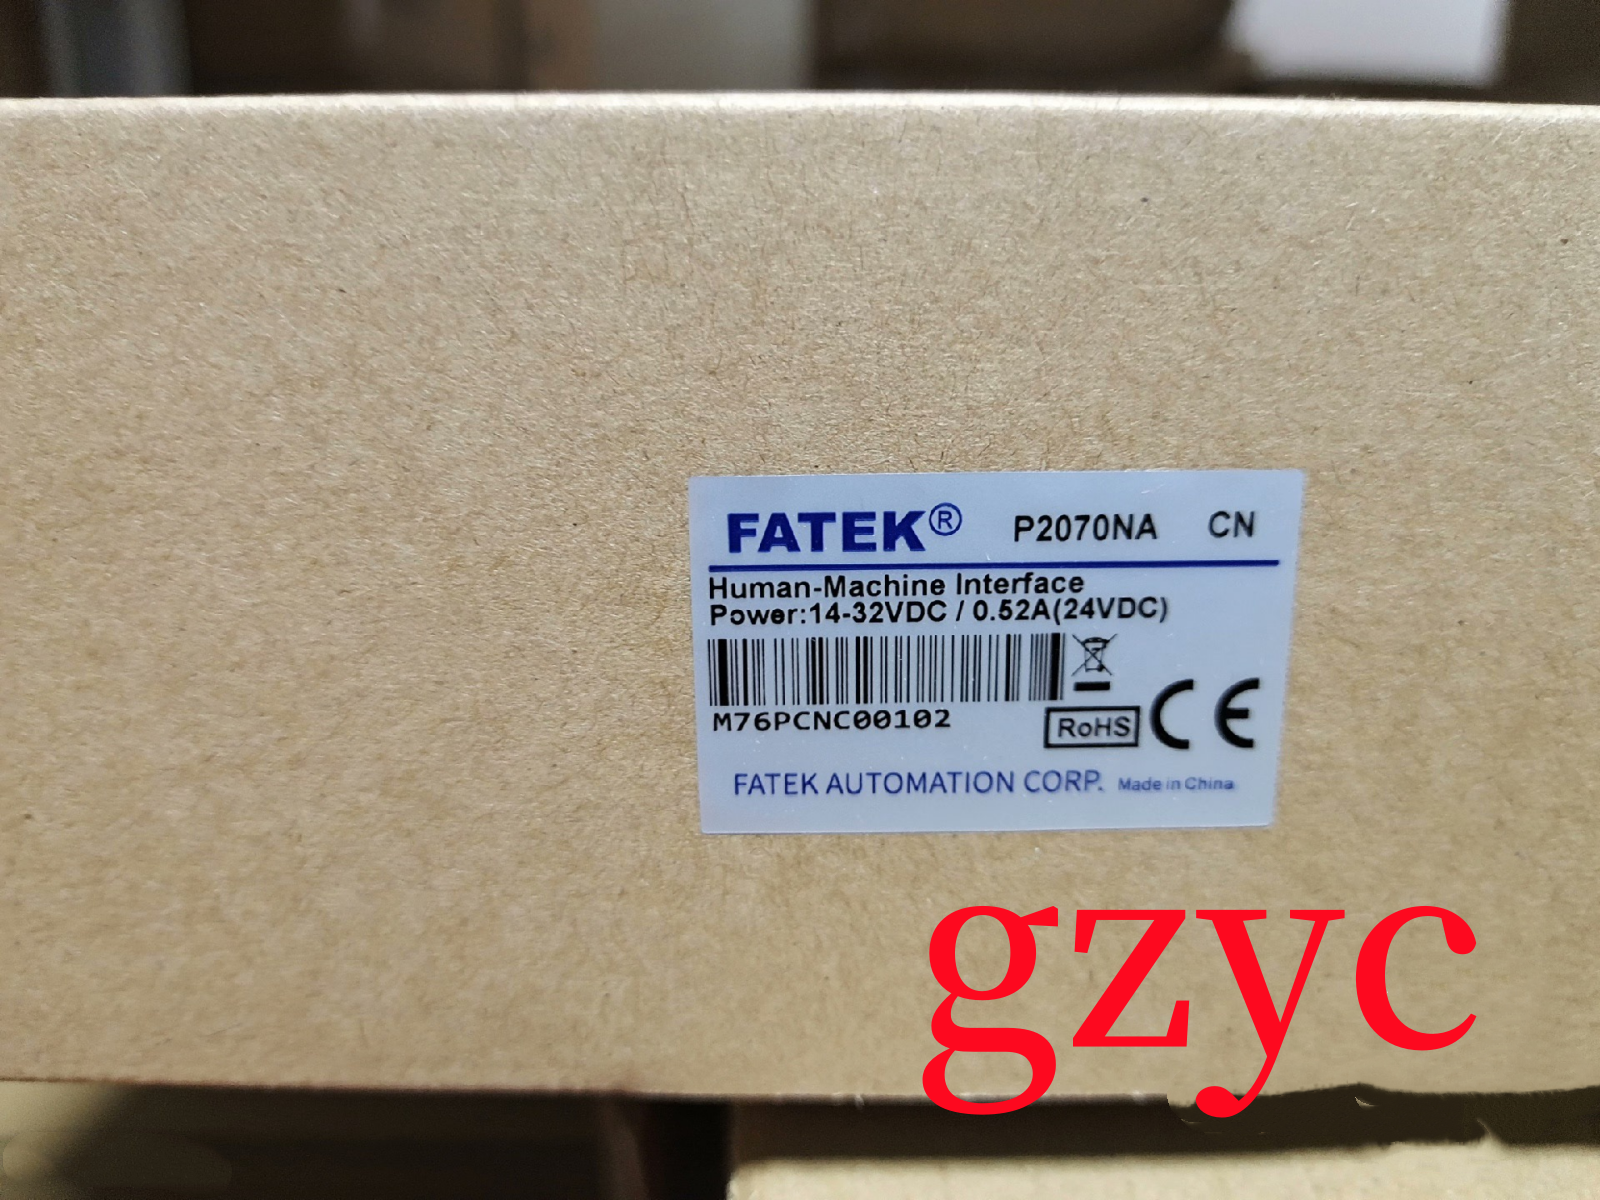 FATEK® P2070NA CN
Human-Machine Interface
Power:14-32VDC / 0.52A(24VDC)
M76PCNC00102
RoHS CE
FATEK AUTOMATION CORP. Made in China
gzyc